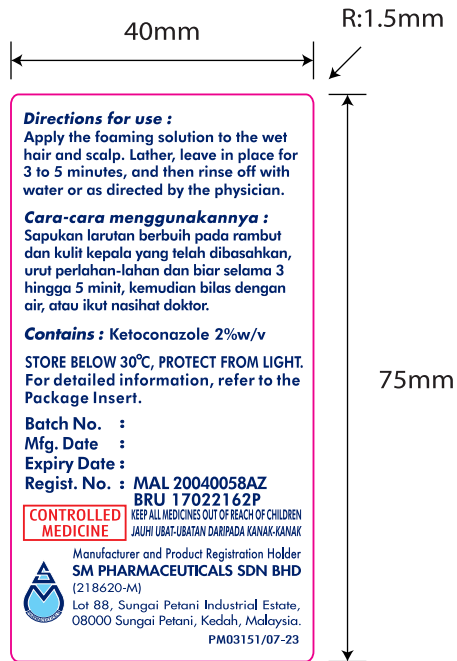 40mm
R:1.5mm
Directions for use :
Apply the foaming solution to the wet
hair and scalp. Lather, leave in place for
3 to 5 minutes, and then rinse off with
water or as directed by the physician.
Cara-cara menggunakannya :
Sapukan larutan berbuih pada rambut
dan kulit kepala yang telah dibasahkan,
urut perlahan-lahan dan biar selama 3
hingga 5 minit, kemudian bilas dengan
air, atau ikut nasihat doktor.
Contains : Ketoconazole 2%w/v
STORE BELOW 30°C, PROTECT FROM LIGHT.
For detailed information, refer to the
Package Insert.
75mm
Batch No. :
Mfg. Date :
Expiry Date :
Regist. No. : MAL 20040058AZ
BRU 17022162P
CONTROLLED
MEDICINE
KEEP ALL MEDICINES OUT OF REACH OF CHILDREN
JAUHI UBAT-UBATAN DARIPADA KANAK-KANAK
Manufacturer and Product Registration Holder
SM PHARMACEUTICALS SDN BHD
(218620-M)
Lot 88, Sungai Petani Industrial Estate,
08000 Sungai Petani, Kedah, Malaysia.
PM03151/07-23